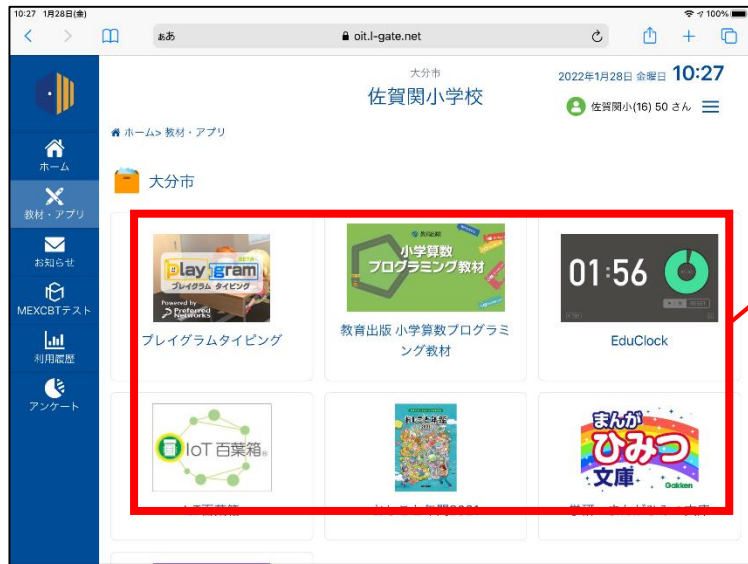 10:27 1月28日(金)
100%
ああ
oit.l-gate.net
大分市
佐賀関小学校
2022年1月28日 金曜日 10:27
佐賀関小(16) 50 さん
ホーム> 教材・アプリ
ホーム
教材・アプリ
お知らせ
MEXCBTテスト
利用履歴
アンケート
大分市
Playgram
プレイグラム タイピング
Powered by
Preferred Networks
プレイグラムタイピング
教育出版
小学算数
プログラミング教材
教育出版 小学算数プログラミ
ング教材
01:56
EduClock
IoT 百葉箱
おしごと年鑑
2021
まんが
ひみつ
文庫
Gakken